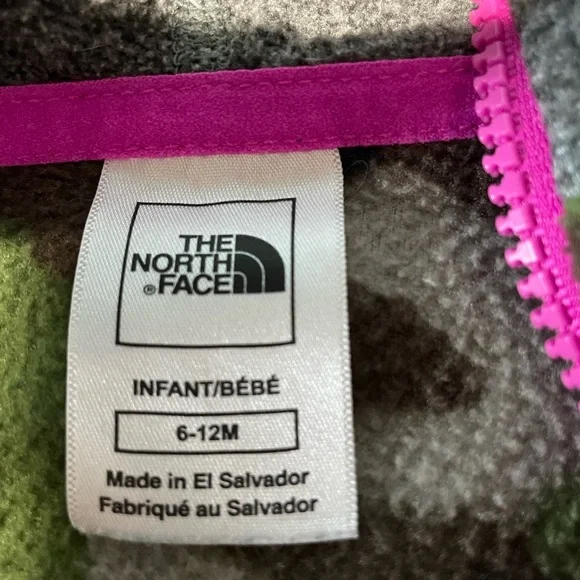 THE
NORTH
®FACE
INFANT/BÉBÉ
6-12M
Made in El Salvador
Fabriqué au Salvador